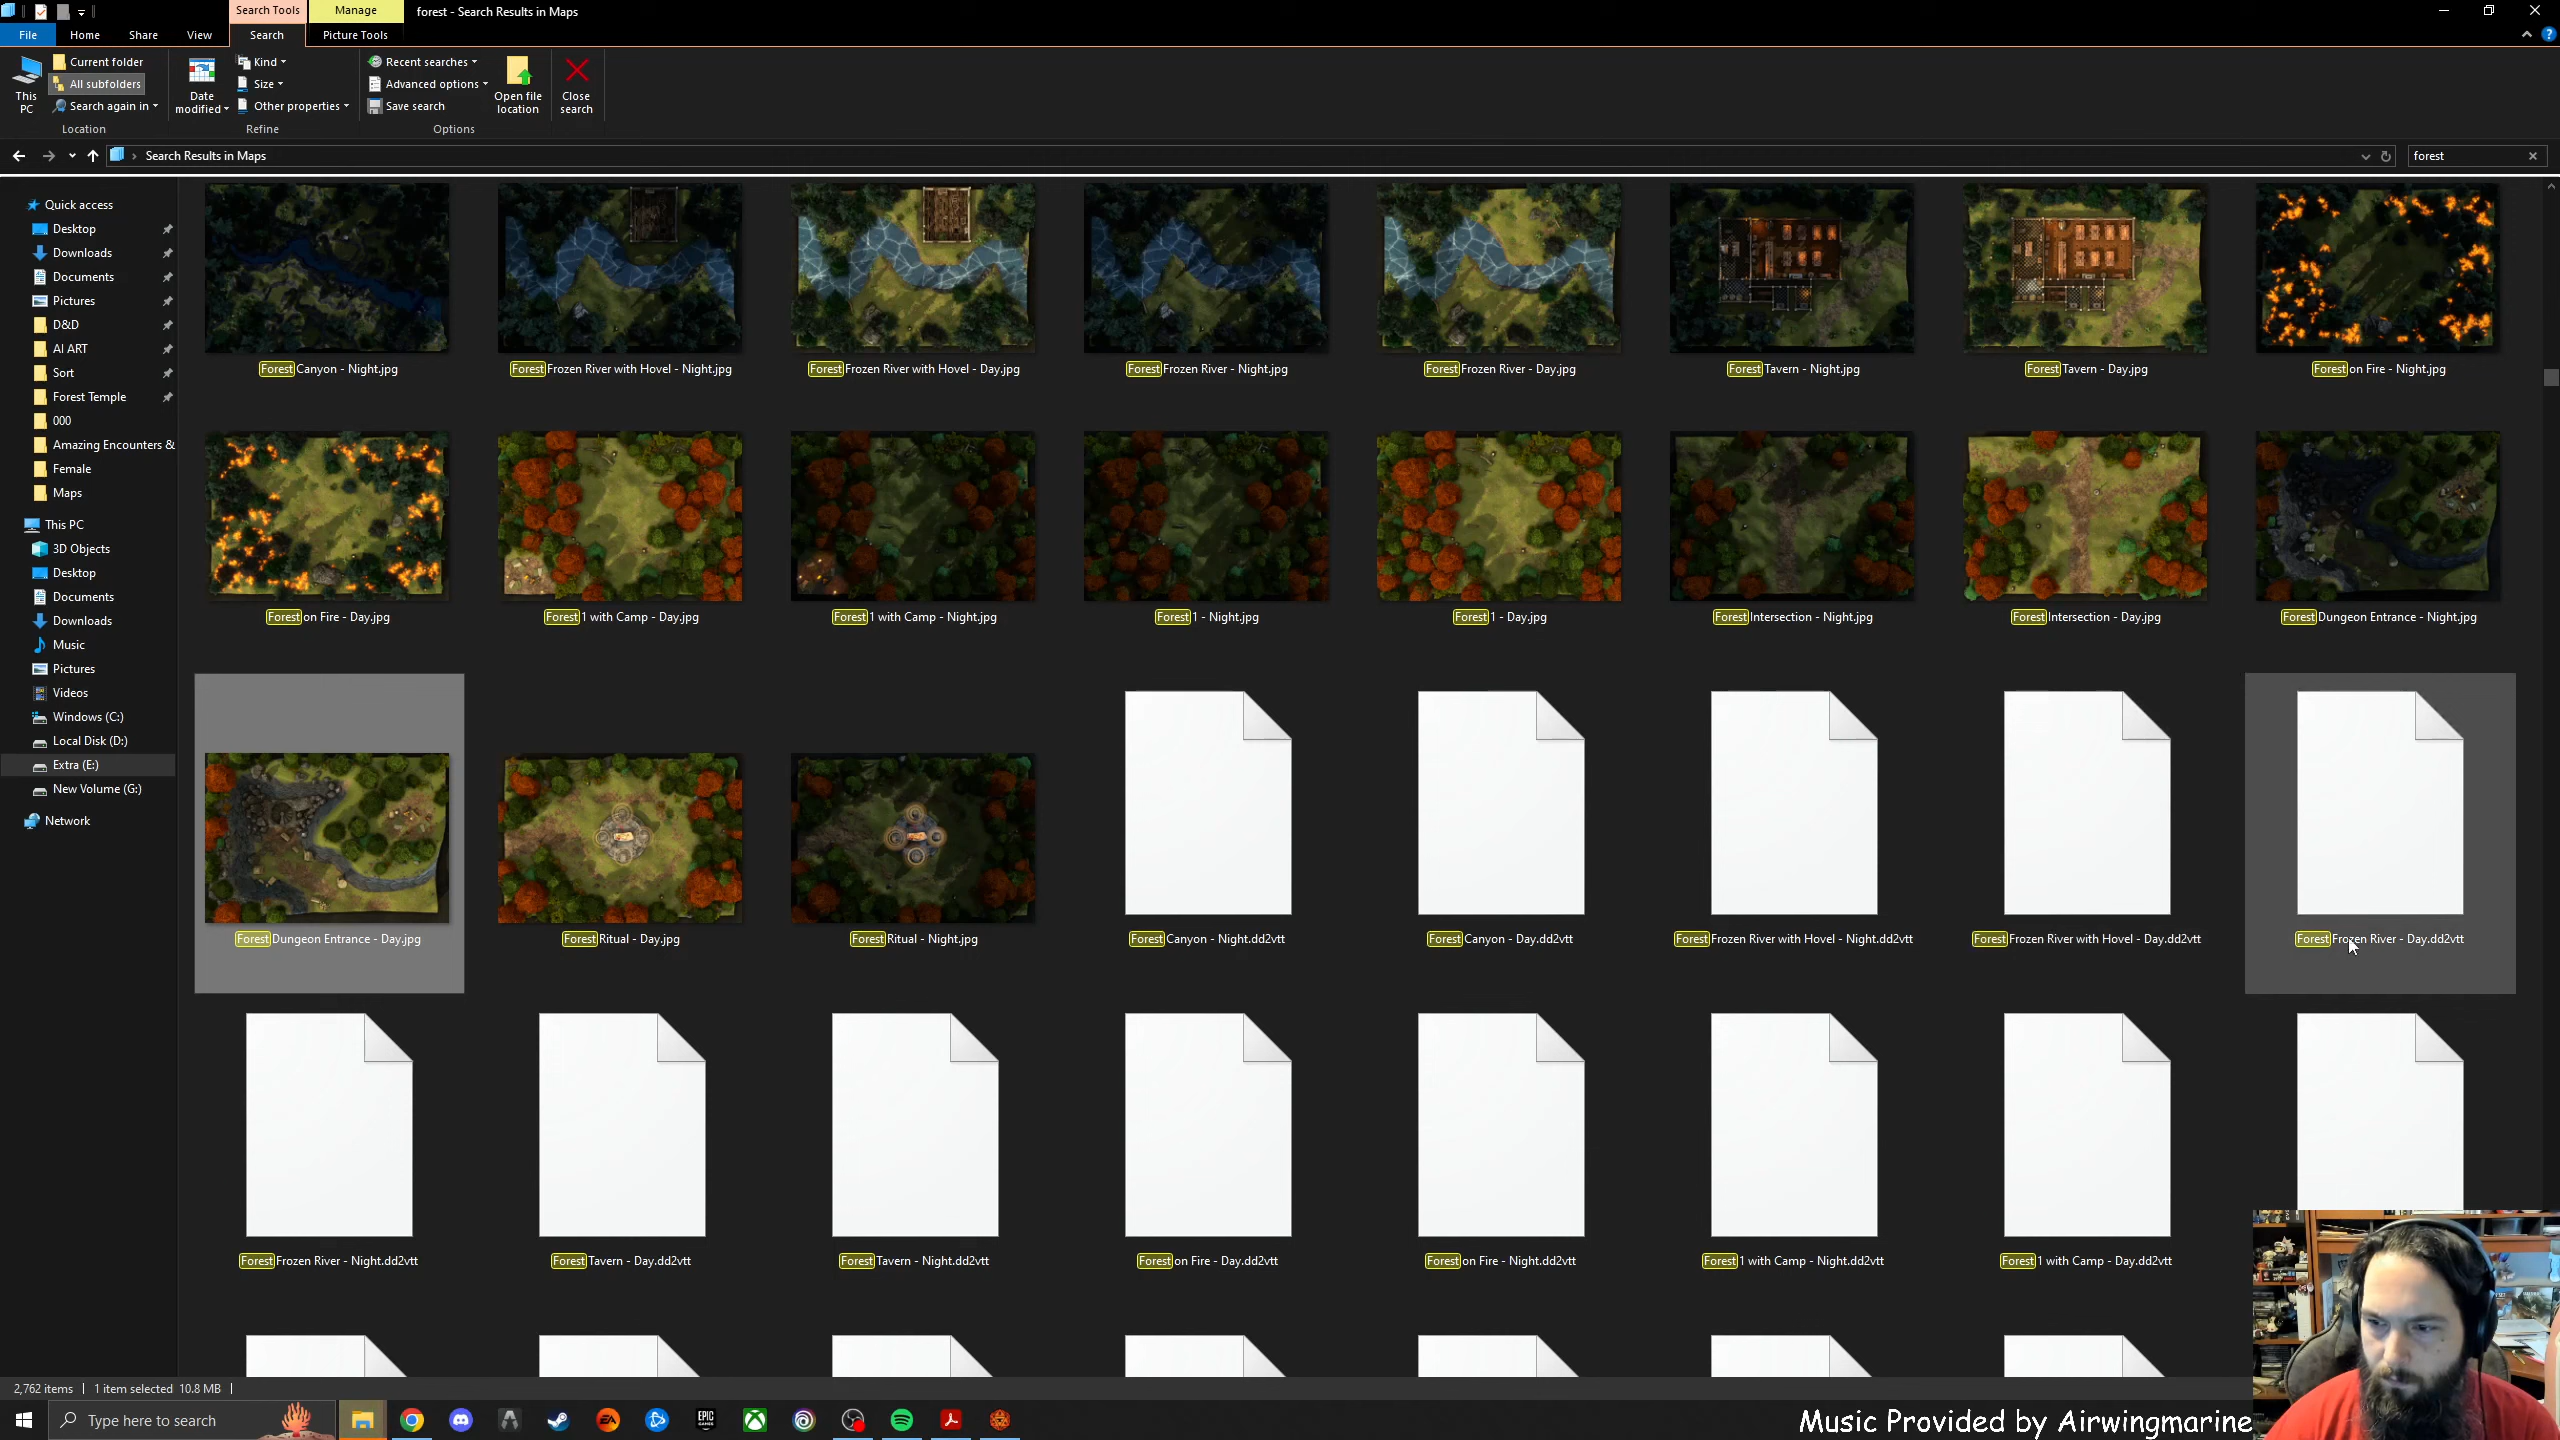 Search Tools
Manage
forest - Search Results in Maps
File
Home
Share
View
Search
Picture Tools
This PC
Current folder
All subfolders
Search again in
Location
Date modified
Kind
Size
Other properties
Refine
Recent searches
Advanced options
Save search
Options
Open file location
Close search
Search Results in Maps
forest
Quick access
Desktop
Downloads
Documents
Pictures
D&D
AI ART
Sort
Forest Temple
000
Amazing Encounters &
Female
Maps
This PC
3D Objects
Desktop
Documents
Downloads
Music
Pictures
Videos
Windows (C:)
Local Disk (D:)
Extra (E:)
New Volume (G:)
Network
Forest Canyon - Night.jpg
Forest Frozen River with Hovel - Night.jpg
Forest Frozen River with Hovel - Day.jpg
Forest Frozen River - Night.jpg
Forest Frozen River - Day.jpg
Forest Tavern - Night.jpg
Forest Tavern - Day.jpg
Forest on Fire - Night.jpg
Forest on Fire - Day.jpg
Forest 1 with Camp - Day.jpg
Forest 1 with Camp - Night.jpg
Forest 1 - Night.jpg
Forest 1 - Day.jpg
Forest Intersection - Night.jpg
Forest Intersection - Day.jpg
Forest Dungeon Entrance - Night.jpg
Forest Dungeon Entrance - Day.jpg
Forest Ritual - Day.jpg
Forest Ritual - Night.jpg
Forest Canyon - Night.dd2vtt
Forest Canyon - Day.dd2vtt
Forest Frozen River with Hovel - Night.dd2vtt
Forest Frozen River with Hovel - Day.dd2vtt
Forest Frozen River - Day.dd2vtt
Forest Frozen River - Night.dd2vtt
Forest Tavern - Day.dd2vtt
Forest Tavern - Night.dd2vtt
Forest on Fire - Day.dd2vtt
Forest on Fire - Night.dd2vtt
Forest 1 with Camp - Night.dd2vtt
Forest 1 with Camp - Day.dd2vtt
2,762 items
1 item selected 10.8 MB
Type here to search
EA
EPIC GAMES
Music Provided by Airwingmarine